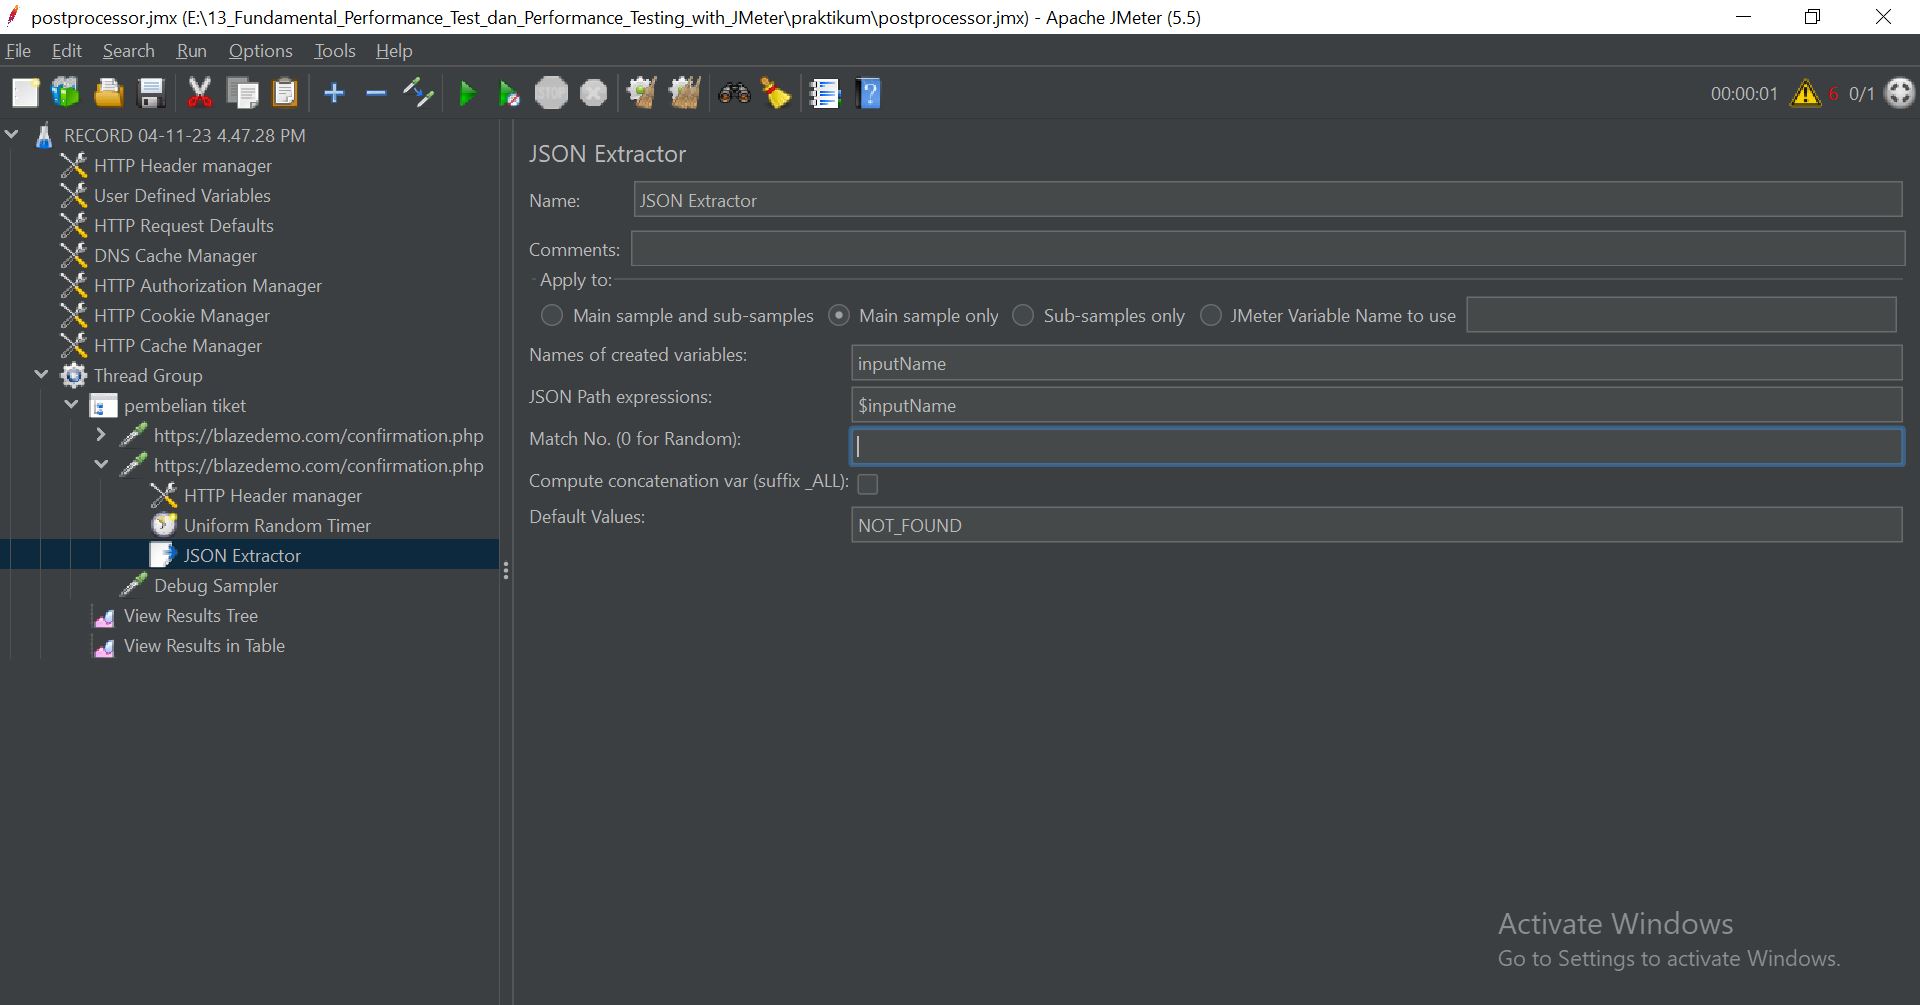 postprocessor.jmx (E:\13_Fundamental_Performance_Test_dan_Performance_Testing_with_JMeter\praktikum\postprocessor.jmx) - Apache JMeter (5.5)
File Edit Search Run Options Tools Help
STOP
? 00:00:01 6 0/1
RECORD 04-11-23 4.47.28 PM
HTTP Header manager
User Defined Variables
HTTP Request Defaults
DNS Cache Manager
HTTP Authorization Manager
HTTP Cookie Manager
HTTP Cache Manager
Thread Group
pembelian tiket
https://blazedemo.com/confirmation.php
https://blazedemo.com/confirmation.php
HTTP Header manager
Uniform Random Timer
JSON Extractor
Debug Sampler
View Results Tree
View Results in Table
JSON Extractor
Name: JSON Extractor
Comments:
Apply to:
Main sample and sub-samples Main sample only Sub-samples only JMeter Variable Name to use
Names of created variables: inputName
JSON Path expressions: $inputName
Match No. (0 for Random):
Compute concatenation var (suffix _ALL):
Default Values: NOT_FOUND
Activate Windows
Go to Settings to activate Windows.